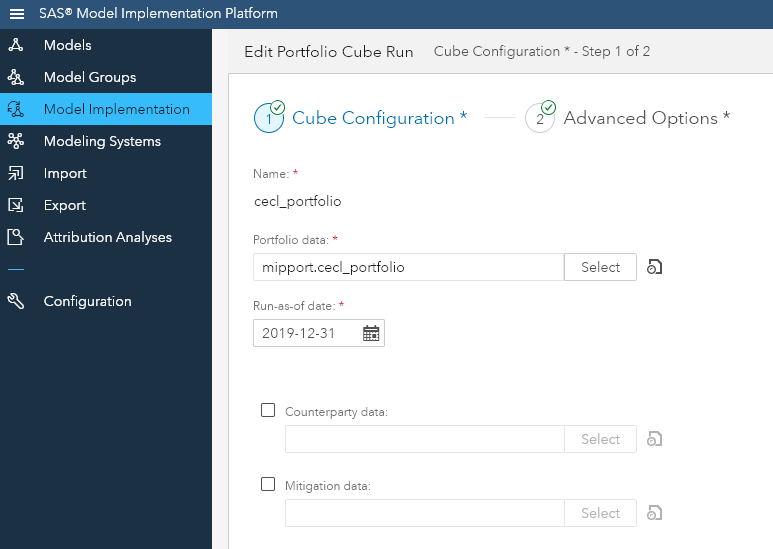 SAS® Model Implementation Platform
Models
Model Groups
Model Implementation
Modeling Systems
Import
Export
Attribution Analyses
Configuration
Edit Portfolio Cube Run Cube Configuration * - Step 1 of 2
1 Cube Configuration * 2 Advanced Options *
Name: *
cecl_portfolio
Portfolio data: *
mipport.cecl_portfolio Select
Run-as-of date: *
2019-12-31
Counterparty data:
Select
Mitigation data:
Select